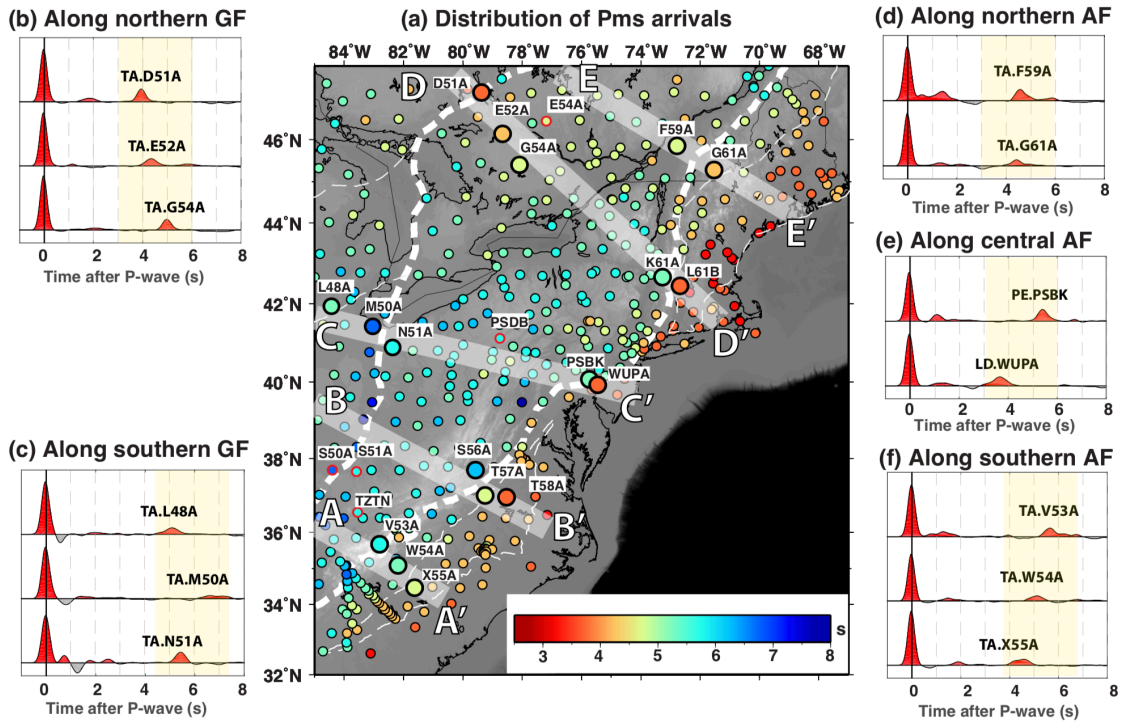 (b) Along northern GF
TA.D51A
TA.E52A
TA.G54A
0 2 4 6 8
Time after P-wave (s)
(c) Along southern GF
TA.L48A
TA.M50A
TA.N51A
0 2 4 6 8
Time after P-wave (s)
(a) Distribution of Pms arrivals
84°W 82°W 80°W 78°W 76°W 74°W 72°W 70°W 68°W
46°N
44°N
42°N
40°N
38°N
36°N
34°N
32°N
D
D51A
E
E52A
E54A
G54A
F59A
G61A
E′
K61A
L61B
L48A
M50A
N51A
PSDB
C
D′
PSBK
WUPA
C′
B
S50A
S51A
S56A
T57A
T58A
A
TZTN
B′
V53A
W54A
X55A
A′
3 4 5 6 7 8
s
(d) Along northern AF
TA.F59A
TA.G61A
0 2 4 6 8
Time after P-wave (s)
(e) Along central AF
PE.PSBK
LD.WUPA
0 2 4 6 8
Time after P-wave (s)
(f) Along southern AF
TA.V53A
TA.W54A
TA.X55A
0 2 4 6 8
Time after P-wave (s)